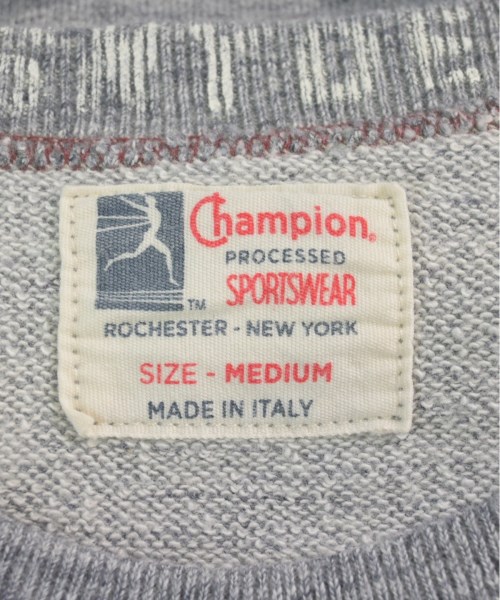 Champion®
PROCESSED
SPORTSWEAR
TM
ROCHESTER - NEW YORK
SIZE - MEDIUM
MADE IN ITALY